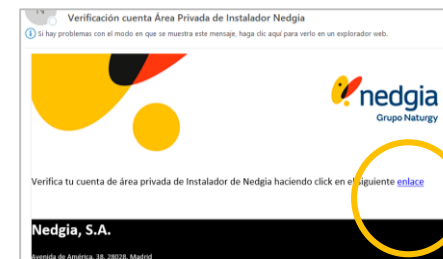 Verificación cuenta Área Privada de Instalador Nedgia
Si hay problemas con el modo en que se muestra este mensaje, haga clic aquí para verlo en un explorador web.
nedgia
Grupo Naturgy
Verifica tu cuenta de área privada de Instalador de Nedgia haciendo click en el siguiente enlace
Nedgia, S.A.
Avenida de América, 38, 28028, Madrid